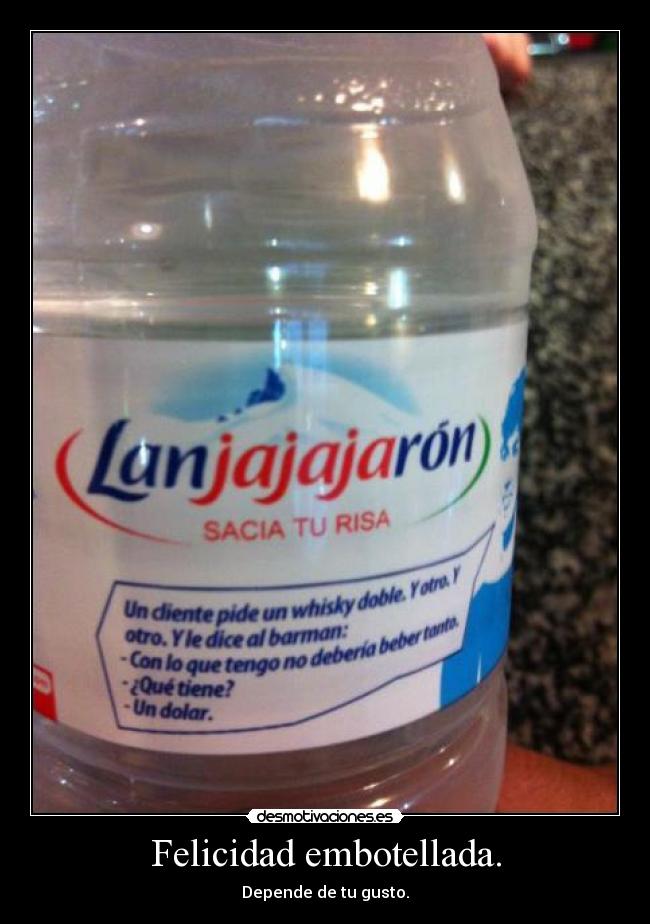 Lanjajajarón
SACIA TU RISA
Un cliente pide un whisky doble. Y otro. Y
otro. Y le dice al barman:
- Con lo que tengo no debería beber tanto.
- ¿Qué tiene?
- Un dolar.
desmotivaciones.es
Felicidad embotellada.
Depende de tu gusto.